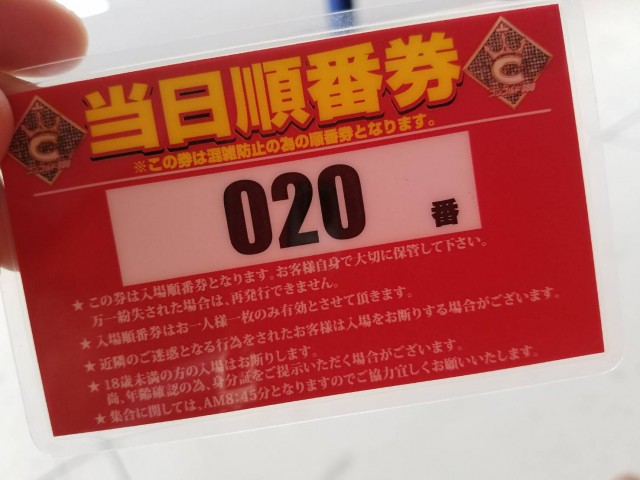 当日順番券
※この券は混雑防止の為の順番券となります。
020番
★この券は入場順番券となります。お客様自身で大切に保管して下さい。
万一紛失された場合は、再発行できません。
★入場順番券はお一人様一枚のみ有効とさせて頂きます。
★近隣のご迷惑となる行為をされたお客様は入場をお断りする場合がございます。
★18歳未満の方の入場はお断りします。
尚、年齢確認の為、身分証をご提示いただく場合がございます。
★集合に関しては、AM8:45分となりますのでご協力宜しくお願いいたします。